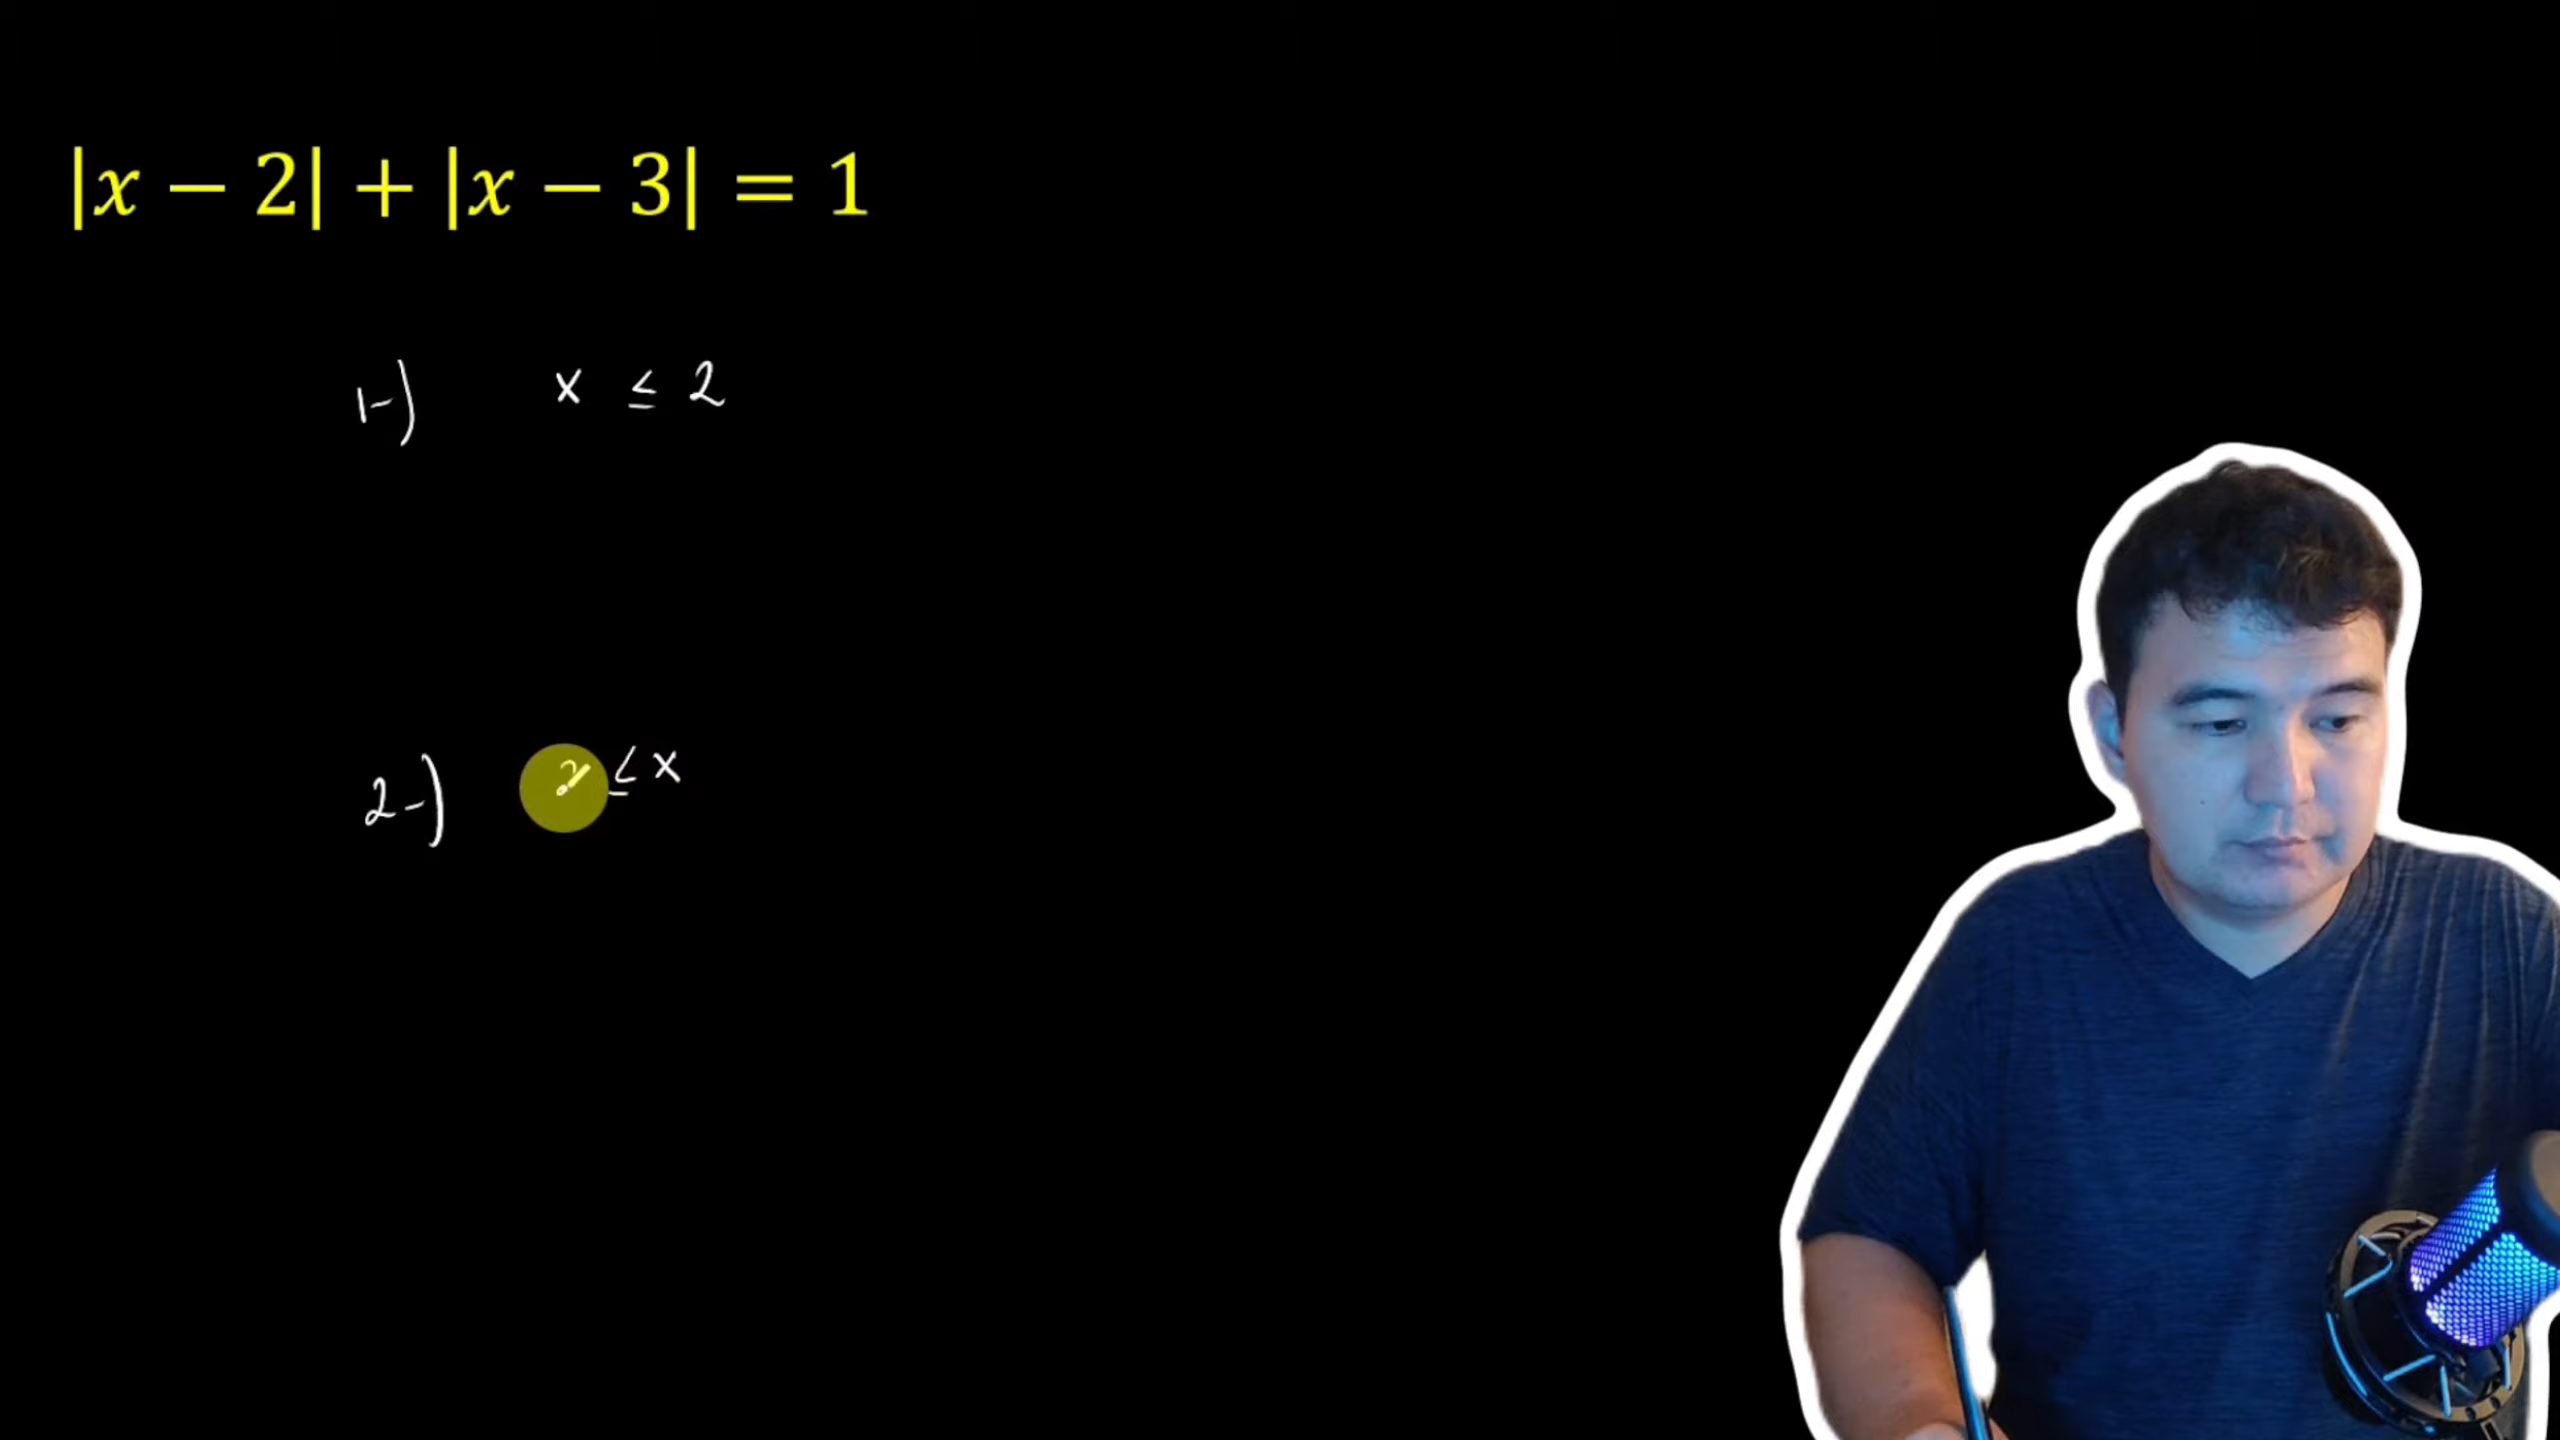 |x − 2| + |x − 3| = 1
1-) x ≤ 2
2-) 2 ≤ x